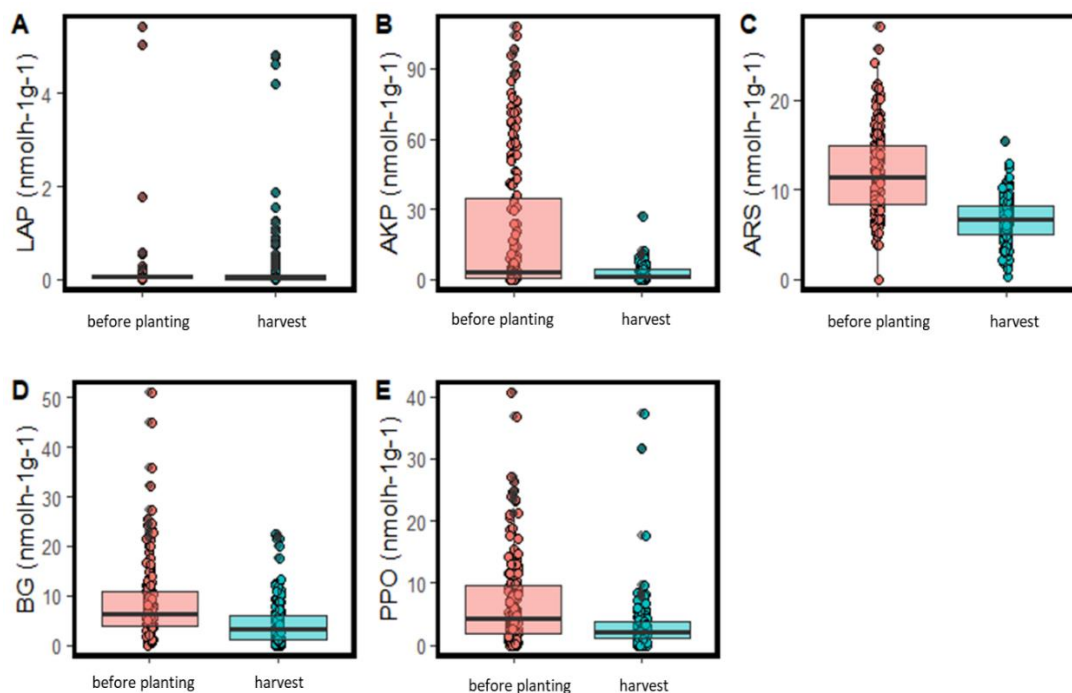 A
LAP (nmolh-1g-1)
4
2
0
before planting
harvest
B
AKP (nmolh-1g-1)
90
60
30
0
before planting
harvest
C
ARS (nmolh-1g-1)
20
10
0
before planting
harvest
D
BG (nmolh-1g-1)
50
40
30
20
10
0
before planting
harvest
E
PPO (nmolh-1g-1)
40
30
20
10
0
before planting
harvest